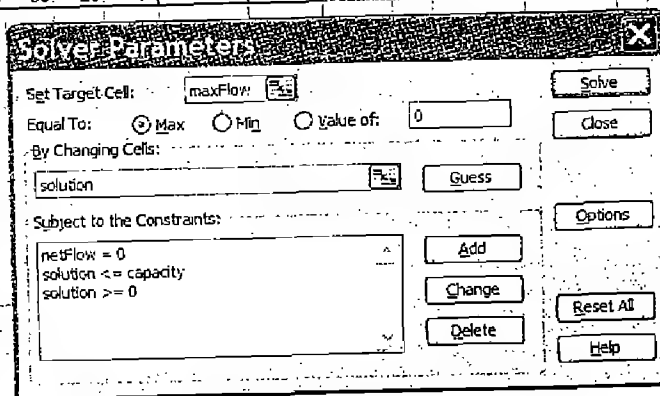 Solver Parameters
Set Target Cell: maxFlow Solve
Equal To: Max Min Value of: 0 Close
By Changing Cells:
solution Guess
Subject to the Constraints: Options
netFlow = 0 Add
solution <= capacity
solution >= 0 Change
Reset All
Delete
Help